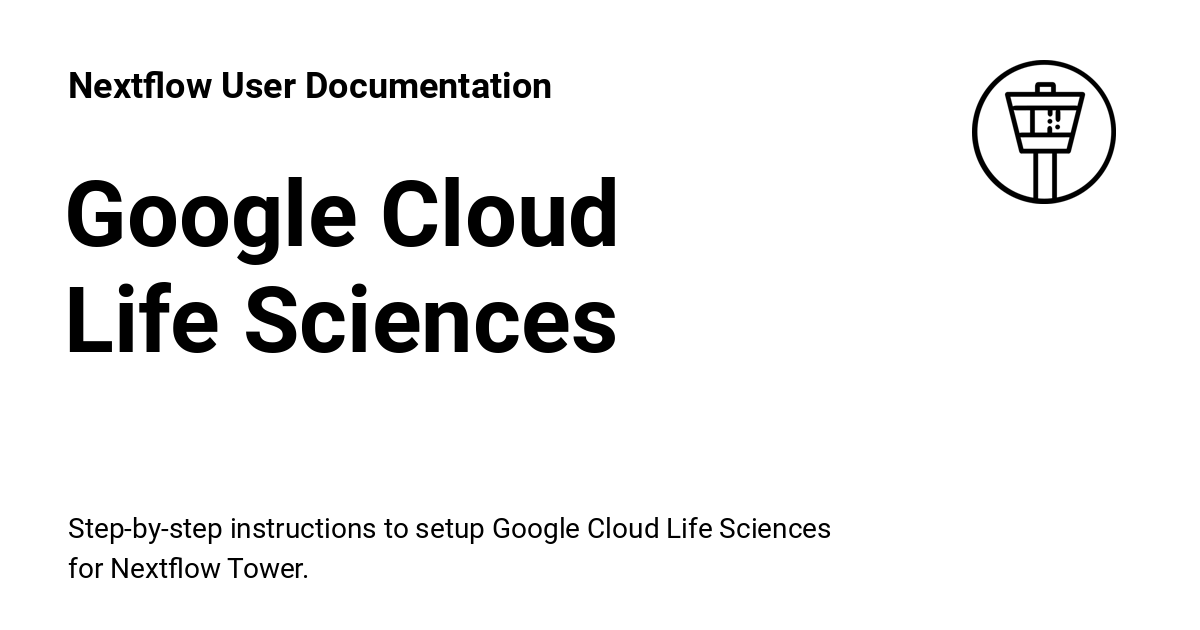 Nextflow User Documentation
Google Cloud
Life Sciences
Step-by-step instructions to setup Google Cloud Life Sciences
for Nextflow Tower.